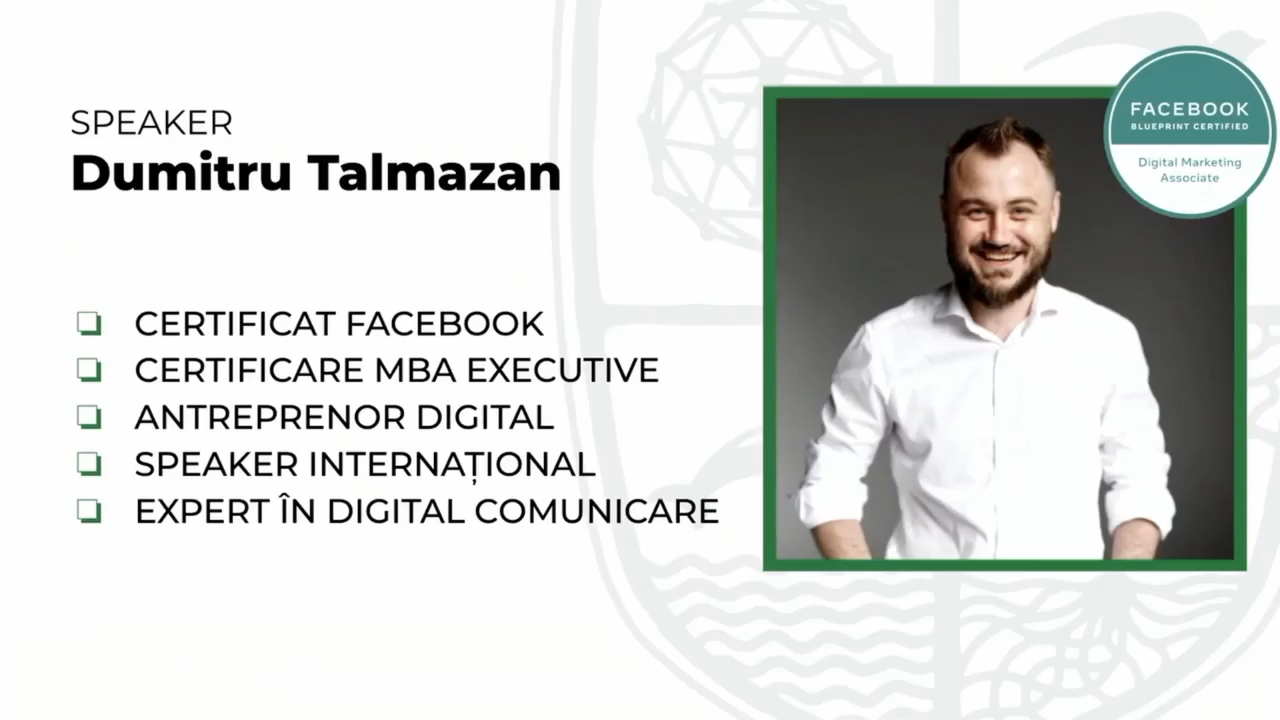 SPEAKER
Dumitru Talmazan
CERTIFICAT FACEBOOK
CERTIFICARE MBA EXECUTIVE
ANTREPRENOR DIGITAL
SPEAKER INTERNAȚIONAL
EXPERT ÎN DIGITAL COMUNICARE
FACEBOOK
BLUEPRINT CERTIFIED
Digital Marketing
Associate